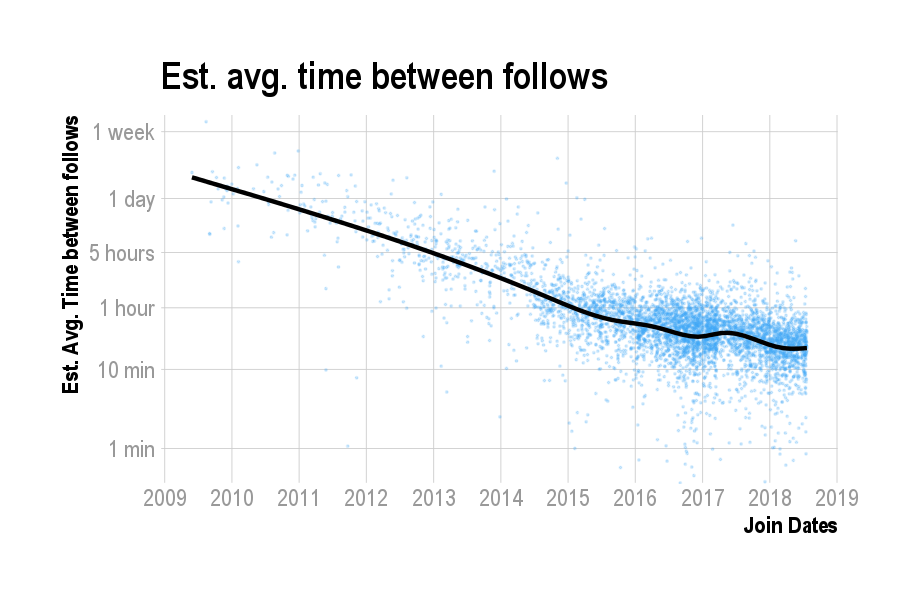 Est. avg. time between follows
Est. Avg. Time between follows
1 week
1 day
5 hours
1 hour
10 min
1 min
2009 2010 2011 2012 2013 2014 2015 2016 2017 2018 2019
Join Dates